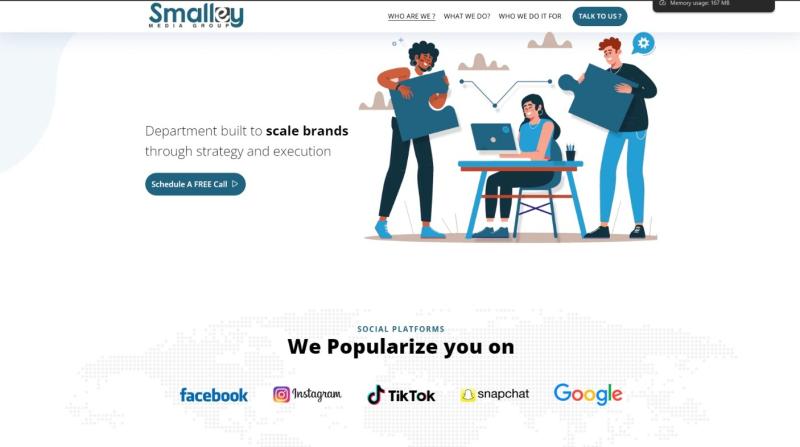 Smalley
MEDIA GROUP
WHO ARE WE ?
WHAT WE DO?
WHO WE DO IT FOR
TALK TO US ?
Memory usage: 167 MB
Department built to scale brands
through strategy and execution
Schedule A FREE Call
SOCIAL PLATFORMS
We Popularize you on
facebook
Instagram
TikTok
snapchat
Google